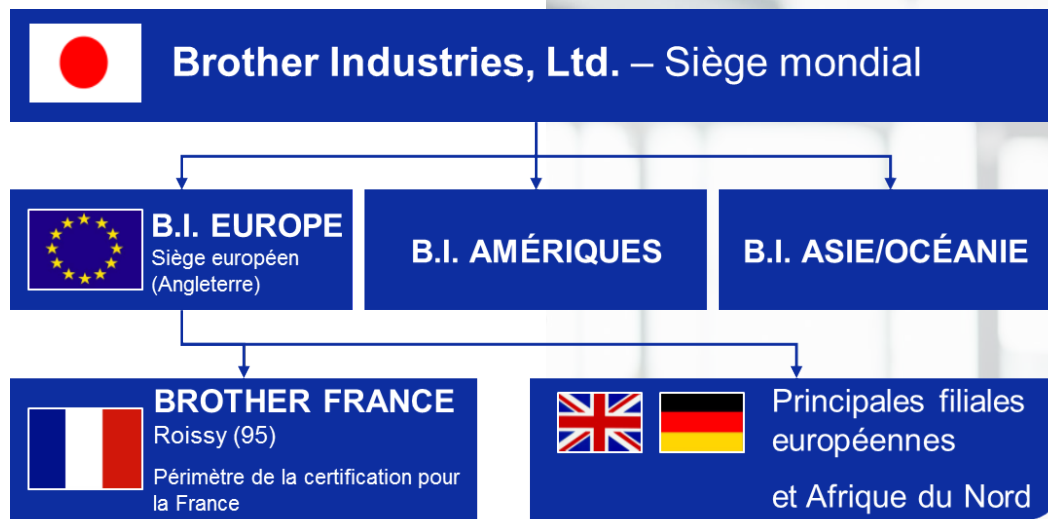 Brother Industries, Ltd. – Siège mondial
B.I. EUROPE
Siège européen
(Angleterre)
B.I. AMÉRIQUES
B.I. ASIE/OCÉANIE
BROTHER FRANCE
Roissy (95)
Périmètre de la certification pour
la France
Principales filiales
européennes
et Afrique du Nord